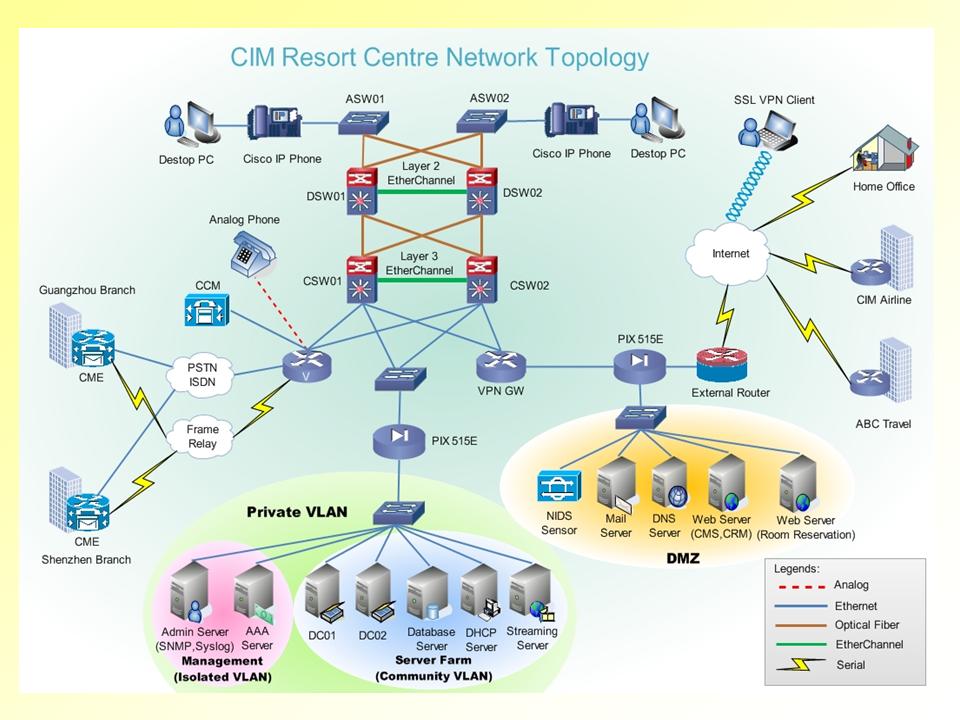 CIM Resort Centre Network Topology
ASW01
ASW02
SSL VPN Client
Destop PC
Cisco IP Phone
Cisco IP Phone
Destop PC
Layer 2
EtherChannel
DSW01
DSW02
Home Office
Analog Phone
Internet
Layer 3
EtherChannel
CSW01
CSW02
CCM
Guangzhou Branch
CIM Airline
CME
PSTN
ISDN
V
VPN GW
PIX 515E
External Router
ABC Travel
Frame
Relay
PIX 515E
CME
Shenzhen Branch
Private VLAN
NIDS
Sensor
Mail
Server
DNS
Server
Web Server
(CMS,CRM)
Web Server
(Room Reservation)
DMZ
Admin Server
(SNMP,Syslog)
AAA
Server
Management
(Isolated VLAN)
DC01
DC02
Database
Server
DHCP
Server
Streaming
Server
Server Farm
(Community VLAN)
Legends:
Analog
Ethernet
Optical Fiber
EtherChannel
Serial